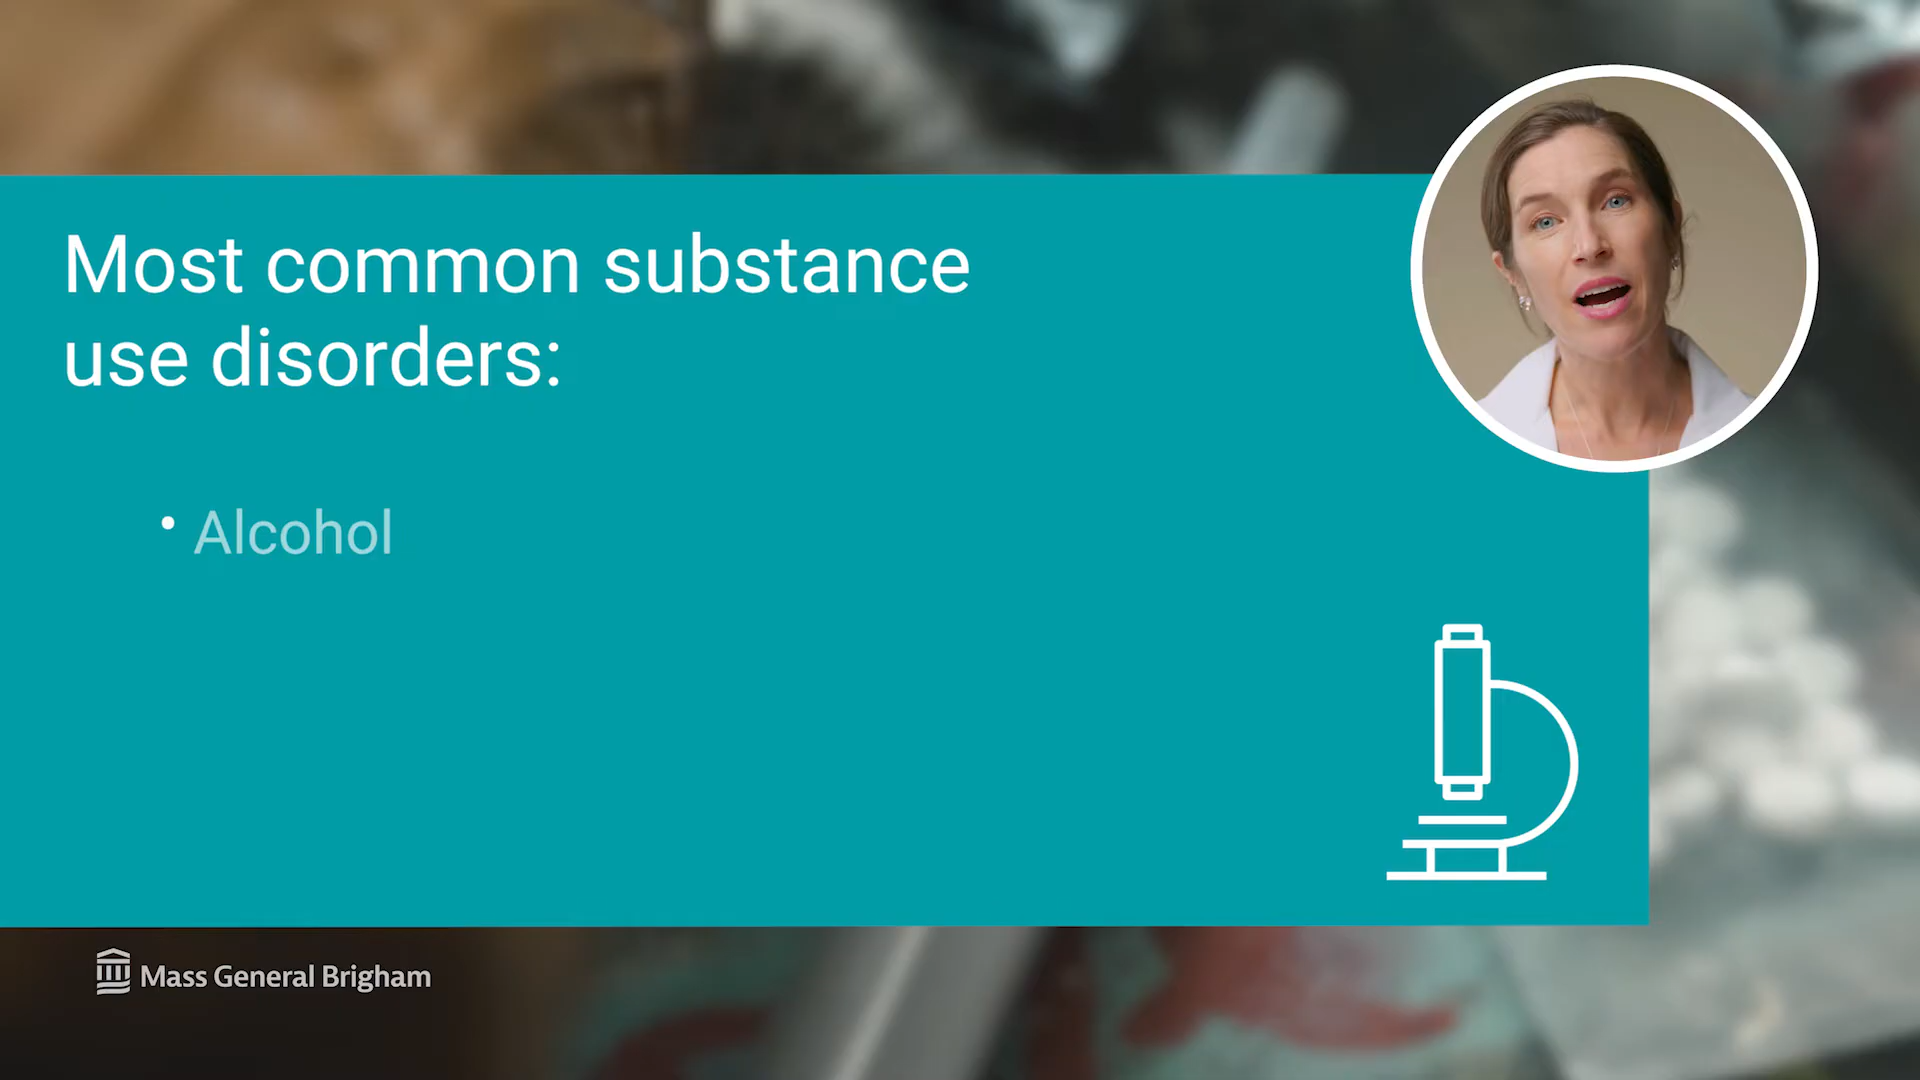 Most common substance
use disorders:
• Alcohol
Mass General Brigham